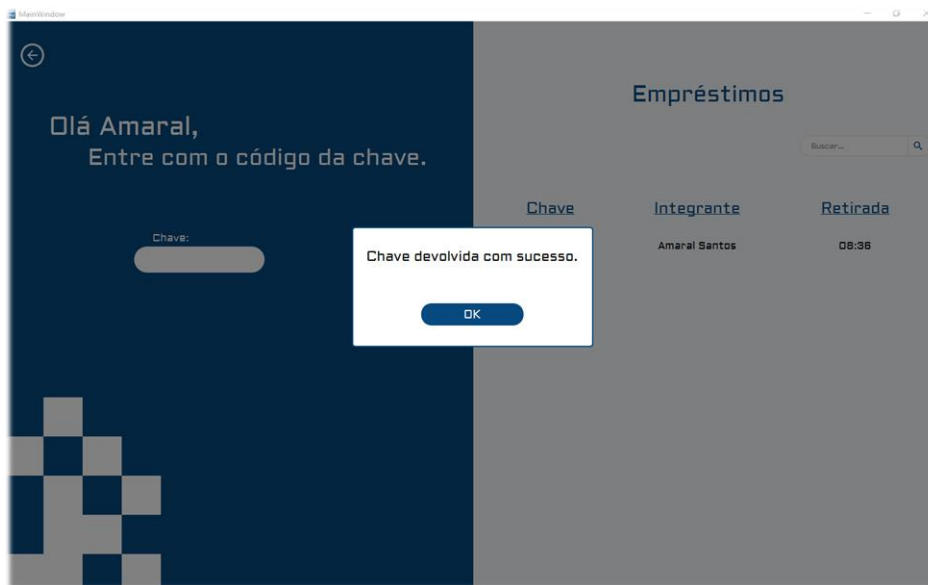 MainWindow
Olá Amaral,
Entre com o código da chave.
Chave:
Empréstimos
Buscar...
Chave Integrante Retirada
Amaral Santos 08:36
Chave devolvida com sucesso.
OK